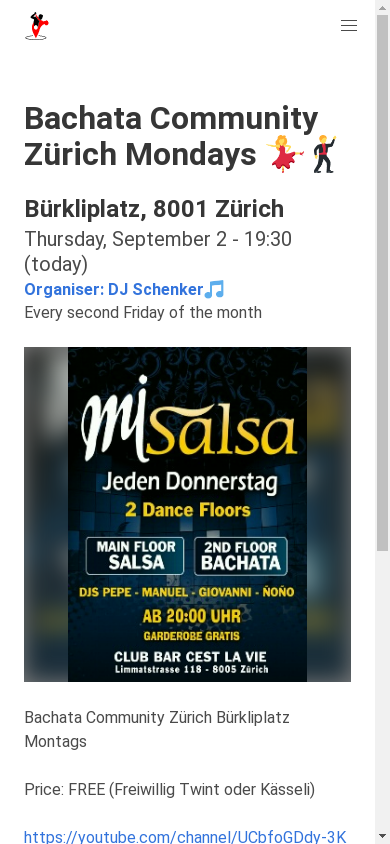 Bachata Community
Zürich Mondays 💃🕺
Bürkliplatz, 8001 Zürich
Thursday, September 2 - 19:30
(today)
Organiser: DJ Schenker🎵
Every second Friday of the month
mi Salsa
Jeden Donnerstag
2 Dance Floors
MAIN FLOOR SALSA
2ND FLOOR BACHATA
DJS PEPE - MANUEL - GIOVANNI - ÑOÑO
AB 20:00 UHR
GARDEROBE GRATIS
CLUB BAR CEST LA VIE
Limmatstrasse 118 - 8005 Zürich
Bachata Community Zürich Bürkliplatz
Montags
Price: FREE (Freiwillig Twint oder Kässeli)
https://youtube.com/channel/UCbfoGDdy-3K